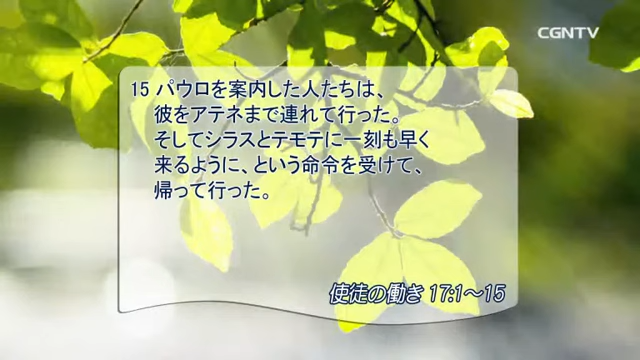 CGNTV
15 パウロを案内した人たちは、
彼をアテネまで連れて行った。
そしてシラスとテモテに一刻も早く
来るように、という命令を受けて、
帰って行った。
使徒の働き 17:1～15